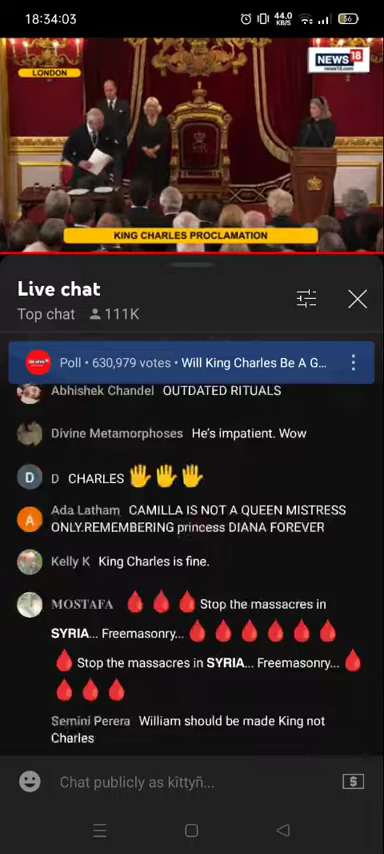 18:34:03
44.0
KB/S
56
LONDON
NEWS 18
news18.com
KING CHARLES PROCLAMATION
Live chat
Top chat 111K
Poll • 630,979 votes • Will King Charles Be A G...
Abhishek Chandel OUTDATED RITUALS
Divine Metamorphoses He's impatient. Wow
D D CHARLES 🖐🖐🖐
A Ada Latham CAMILLA IS NOT A QUEEN MISTRESS
ONLY.REMEMBERING princess DIANA FOREVER
Kelly K King Charles is fine.
MOSTAFA 🩸🩸🩸 Stop the massacres in
SYRIA... Freemasonry... 🩸🩸🩸🩸🩸🩸
🩸 Stop the massacres in SYRIA... Freemasonry... 🩸
🩸🩸🩸
Semini Perera William should be made King not
Charles
Chat publicly as kittyñ...
$